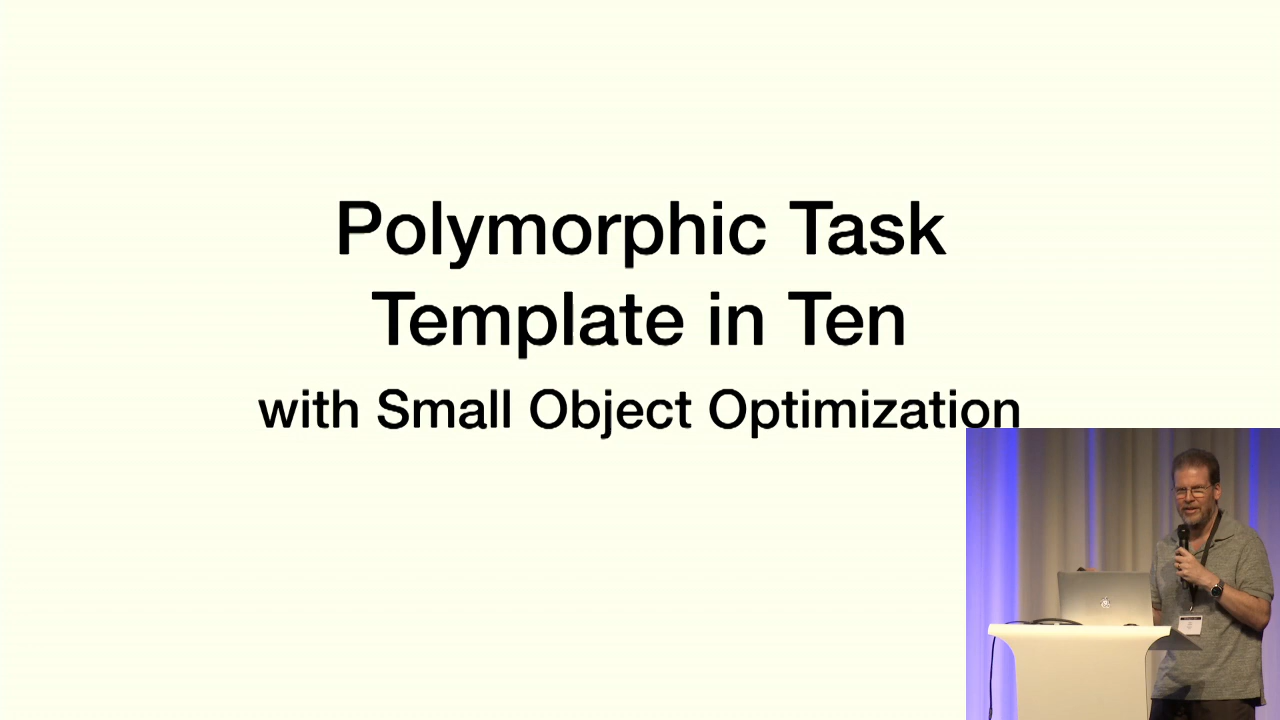 Polymorphic Task
Template in Ten
with Small Object Optimization